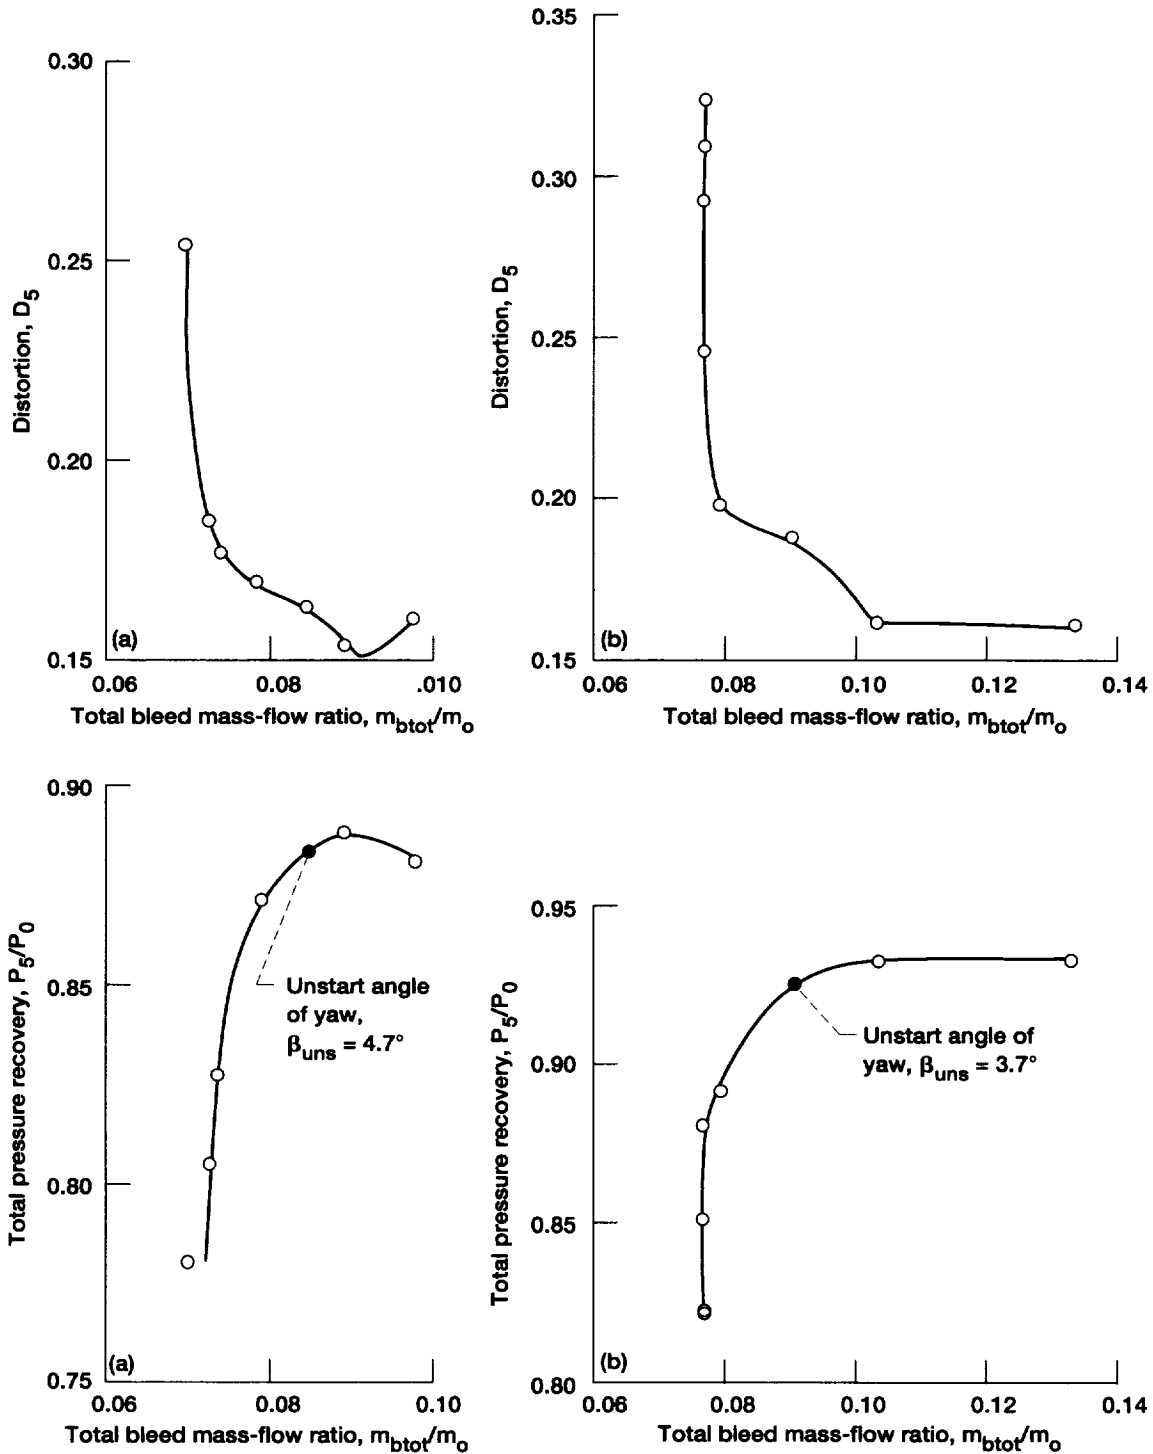 0.30
0.25
0.20
0.15
Distortion, D5
(a)
0.06 0.08 .010
Total bleed mass-flow ratio, mbtot/mo
0.35
0.30
0.25
0.20
0.15
Distortion, D5
(b)
0.06 0.08 0.10 0.12 0.14
Total bleed mass-flow ratio, mbtot/mo
0.90
0.85
0.80
0.75
Total pressure recovery, P5/P0
Unstart angle
of yaw,
βuns = 4.7°
(a)
0.06 0.08 0.10
Total bleed mass-flow ratio, mbtot/mo
0.95
0.90
0.85
0.80
Total pressure recovery, P5/P0
Unstart angle of
yaw, βuns = 3.7°
(b)
0.06 0.08 0.10 0.12 0.14
Total bleed mass-flow ratio, mbtot/mo